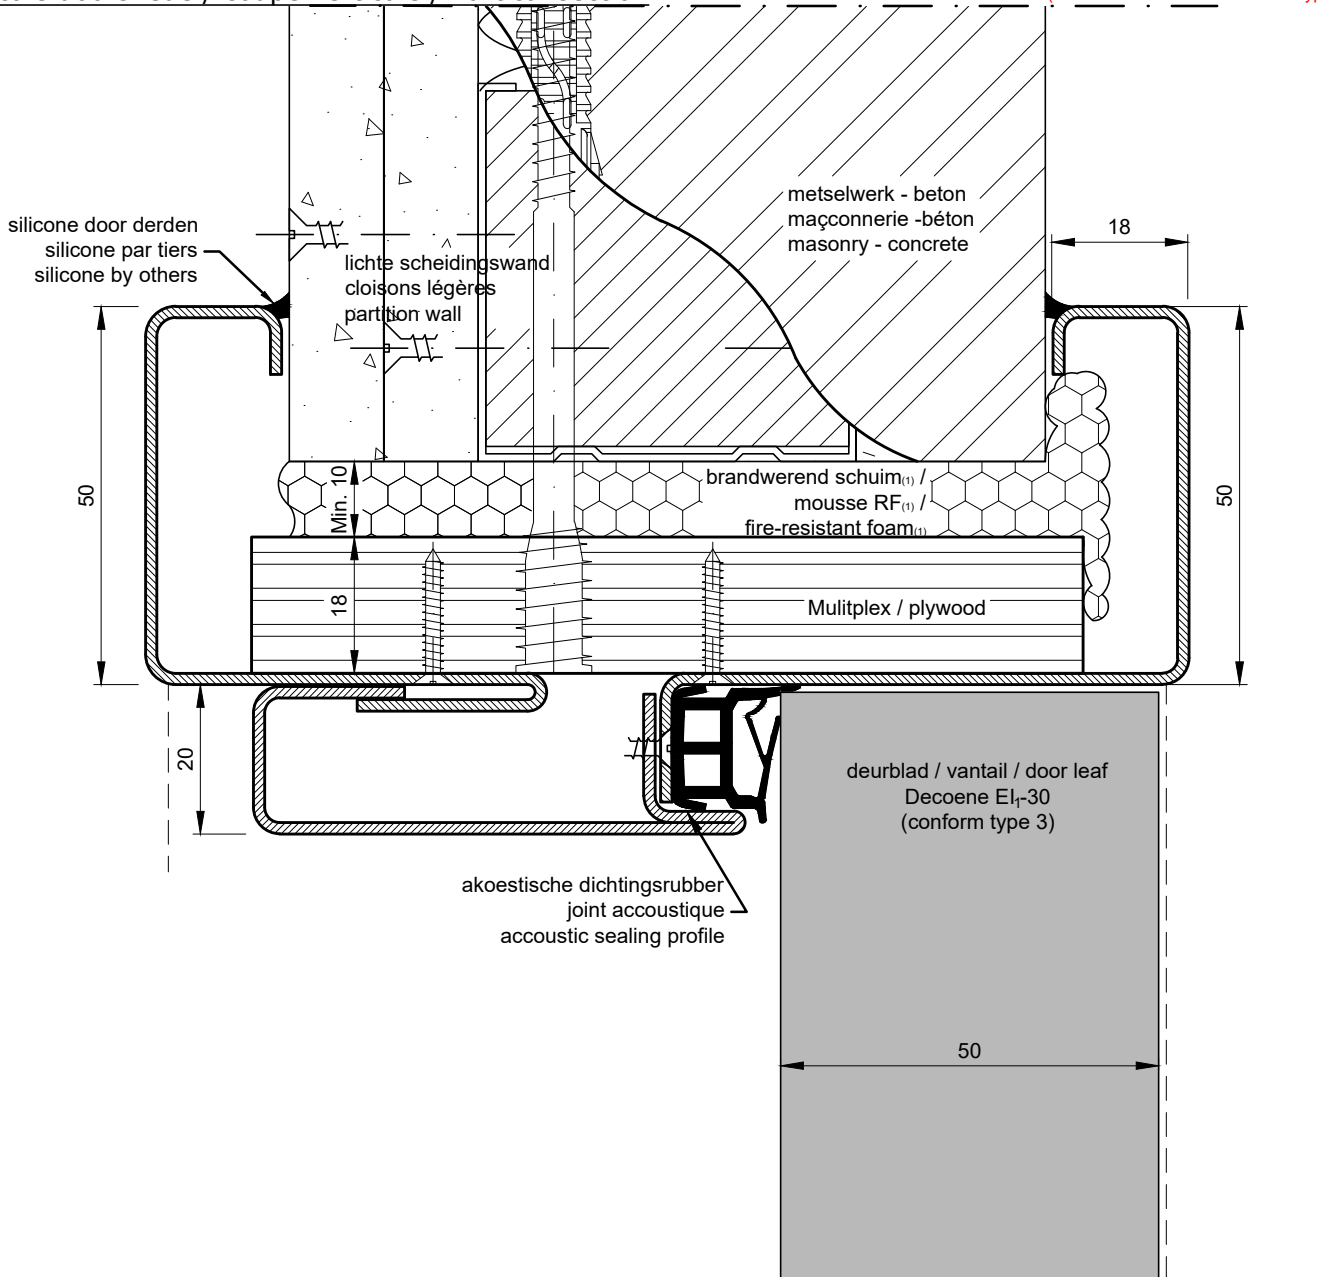 silicone door derden
silicone par tiers
silicone by others
lichte scheidingswand
cloisons légères
partition wall
metselwerk - beton
maçconnerie -béton
masonry - concrete
18
50
50
Min. 10
brandwerend schuim(1) /
mousse RF(1) /
fire-resistant foam(1)
18
Mulitplex / plywood
20
deurblad / vantail / door leaf
Decoene EI1-30
(conform type 3)
akoestische dichtingsrubber
joint accoustique
accoustic sealing profile
50